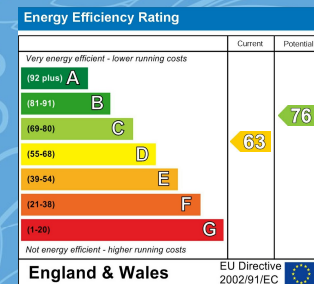 Energy Efficiency Rating
Current Potential
Very energy efficient - lower running costs
(92 plus) A
(81-91) B
(69-80) C
(55-68) D
(39-54) E
(21-38) F
(1-20) G
63
76
Not energy efficient - higher running costs
England & Wales
EU Directive
2002/91/EC